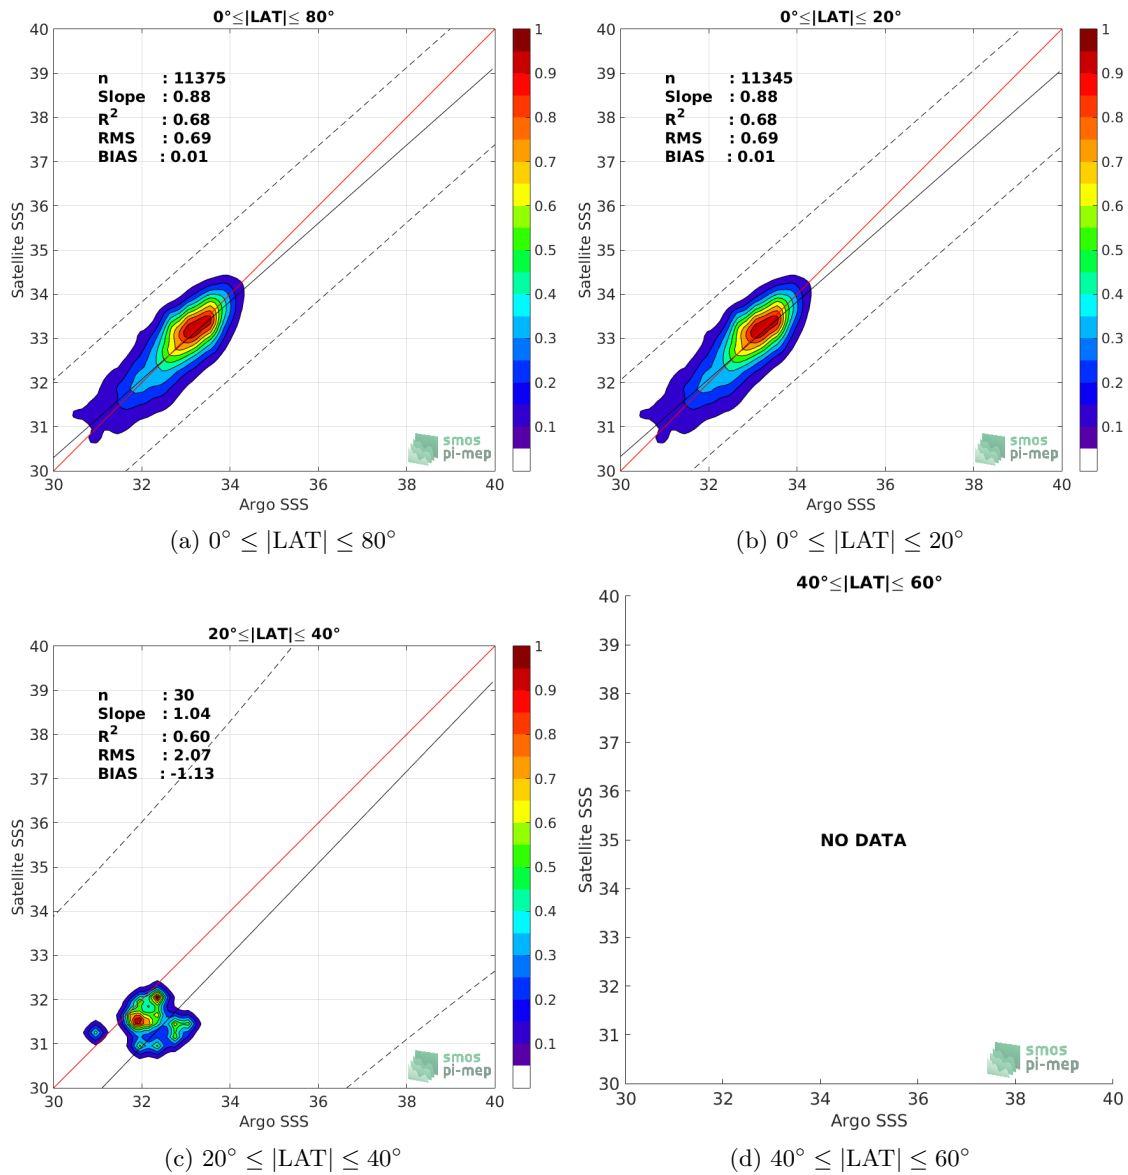 0°≤|LAT|≤ 80°
n : 11375
Slope : 0.88
R² : 0.68
RMS : 0.69
BIAS : 0.01
40
39
38
37
36
35
34
33
32
31
30
30 32 34 36 38 40
Satellite SSS
Argo SSS
1
0.9
0.8
0.7
0.6
0.5
0.4
0.3
0.2
0.1
smos
pi-mep
(a) 0° ≤ |LAT| ≤ 80°
0°≤|LAT|≤ 20°
n : 11345
Slope : 0.88
R² : 0.68
RMS : 0.69
BIAS : 0.01
40
39
38
37
36
35
34
33
32
31
30
30 32 34 36 38 40
Satellite SSS
Argo SSS
1
0.9
0.8
0.7
0.6
0.5
0.4
0.3
0.2
0.1
smos
pi-mep
(b) 0° ≤ |LAT| ≤ 20°
20°≤|LAT|≤ 40°
n : 30
Slope : 1.04
R² : 0.60
RMS : 2.07
BIAS : -1.13
40
39
38
37
36
35
34
33
32
31
30
30 32 34 36 38 40
Satellite SSS
Argo SSS
1
0.9
0.8
0.7
0.6
0.5
0.4
0.3
0.2
0.1
smos
pi-mep
(c) 20° ≤ |LAT| ≤ 40°
40°≤|LAT|≤ 60°
40
39
38
37
36
35
34
33
32
31
30
30 32 34 36 38 40
Satellite SSS
Argo SSS
NO DATA
smos
pi-mep
(d) 40° ≤ |LAT| ≤ 60°